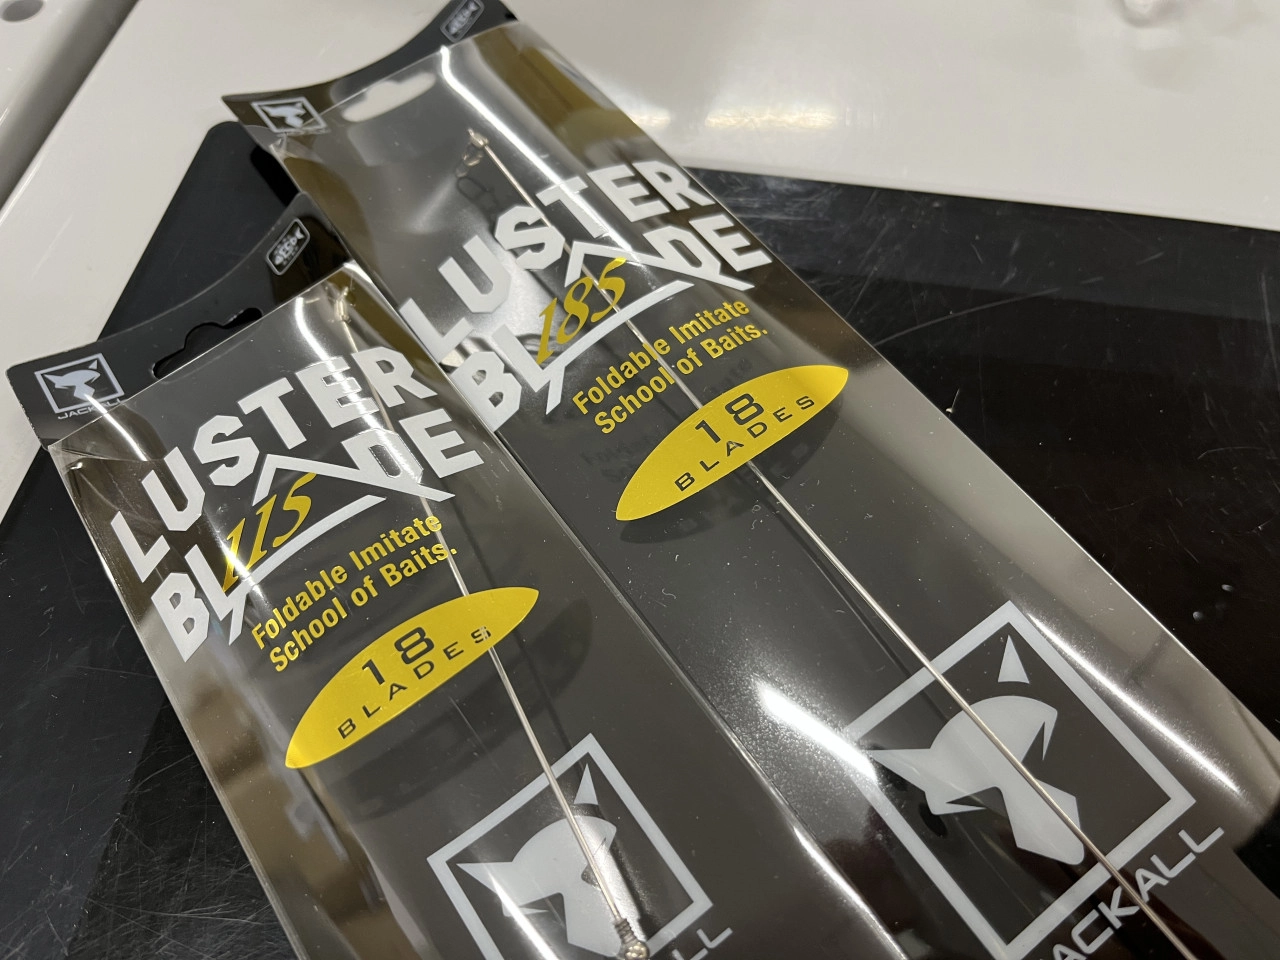 JACKALL
LUSTER
BLADE
115
Foldable Imitate
School of Baits.
18
BLADES
LUSTER
BLADE
185
Foldable Imitate
School of Baits.
18
BLADES
JACKALL